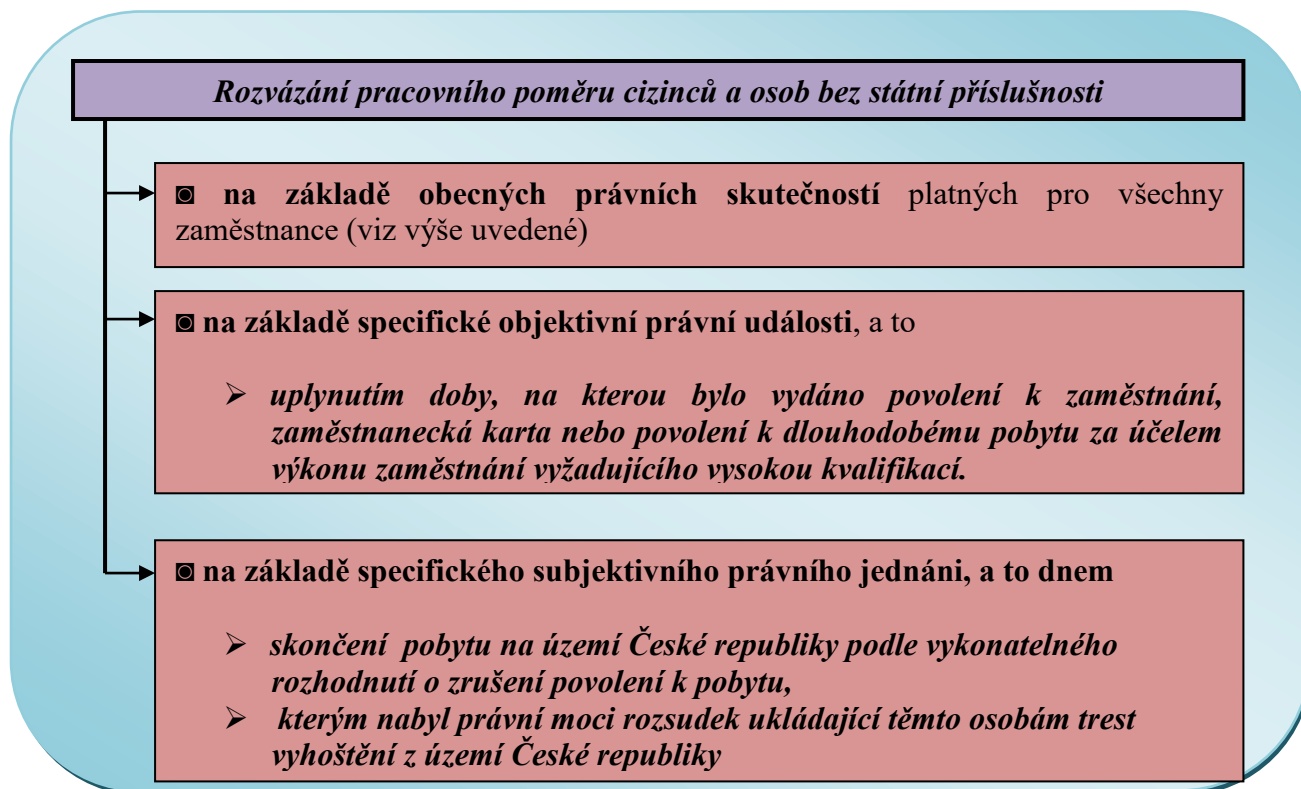 Rozvázání pracovního poměru cizinců a osob bez státní příslušnosti
◙ na základě obecných právních skutečností platných pro všechny
zaměstnance (viz výše uvedené)
◙ na základě specifické objektivní právní události, a to
➢ uplynutím doby, na kterou bylo vydáno povolení k zaměstnání,
zaměstnanecká karta nebo povolení k dlouhodobému pobytu za účelem
výkonu zaměstnání vyžadujícího vysokou kvalifikací.
◙ na základě specifického subjektivního právního jednáni, a to dnem
➢ skončení pobytu na území České republiky podle vykonatelného
rozhodnutí o zrušení povolení k pobytu,
➢ kterým nabyl právní moci rozsudek ukládající těmto osobám trest
vyhoštění z území České republiky